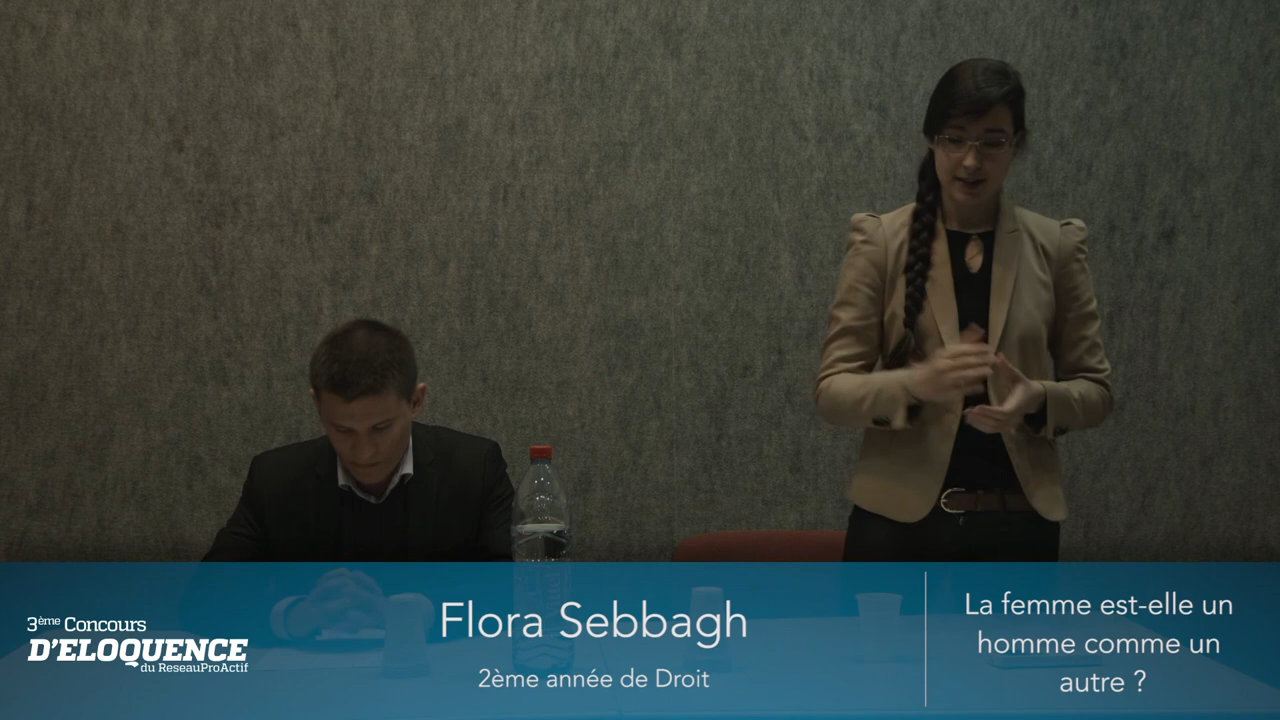 3ème Concours
D'ELOQUENCE
du ReseauProActif
Flora Sebbagh
2ème année de Droit
La femme est-elle un
homme comme un
autre ?